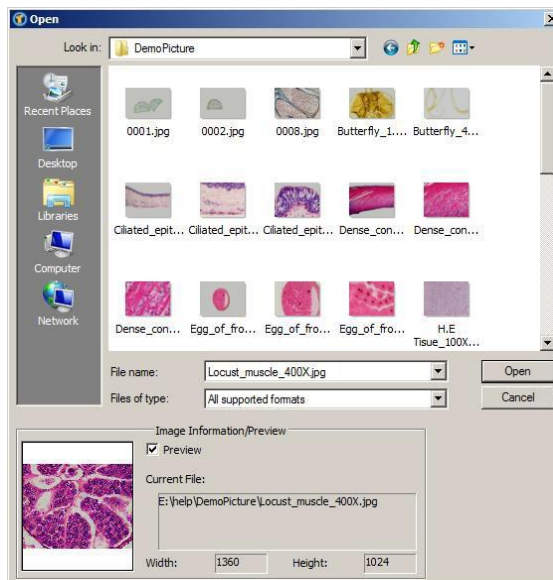 Open
Look in: DemoPicture
Recent Places
Desktop
Libraries
Computer
Network
0001.jpg 0002.jpg 0008.jpg Butterfly_1.... Butterfly_4...
Ciliated_epit... Ciliated_epit... Ciliated_epit... Dense_con... Dense_con...
Dense_con... Egg_of_fro... Egg_of_fro... Egg_of_fro... H.E
Tisue_100X...
File name: Locust_muscle_400X.jpg Open
Files of type: All supported formats Cancel
Image Information/Preview
Preview
Current File:
E:\help\DemoPicture\Locust_muscle_400X.jpg
Width: 1360 Height: 1024